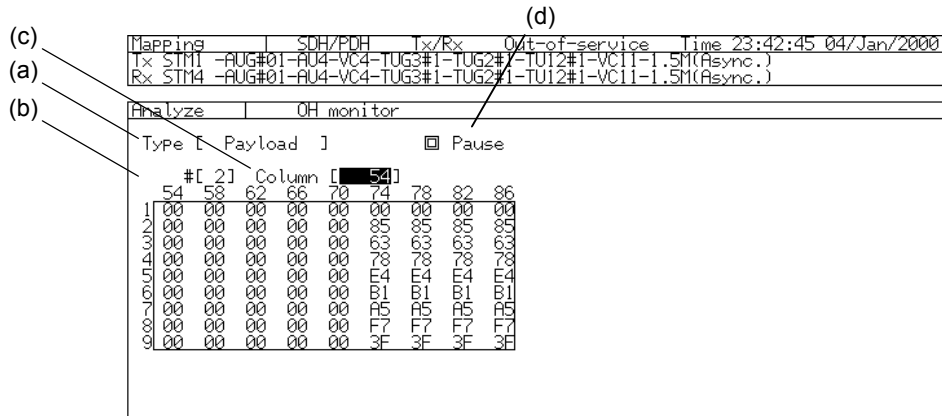 (d)
(c)
(a)
(b)
Mapping SDH/PDH Tx/Rx Out-of-service Time 23:42:45 04/Jan/2000
Tx STM1 -AUG#01-AU4-VC4-TUG3#1-TUG2#1-TU12#1-VC11-1.5M(Async.)
Rx STM4 -AUG#01-AU4-VC4-TUG3#1-TUG2#1-TU12#1-VC11-1.5M(Async.)
Analyze OH monitor
Type [ Payload ] Pause
#[ 2] Column [ 54]
54 58 62 66 70 74 78 82 86
1 00 00 00 00 00 00 00 00 00
2 00 00 00 00 00 85 85 85 85
3 00 00 00 00 00 63 63 63 63
4 00 00 00 00 00 78 78 78 78
5 00 00 00 00 00 E4 E4 E4 E4
6 00 00 00 00 00 B1 B1 B1 B1
7 00 00 00 00 00 A5 A5 A5 A5
8 00 00 00 00 00 F7 F7 F7 F7
9 00 00 00 00 00 3F 3F 3F 3F